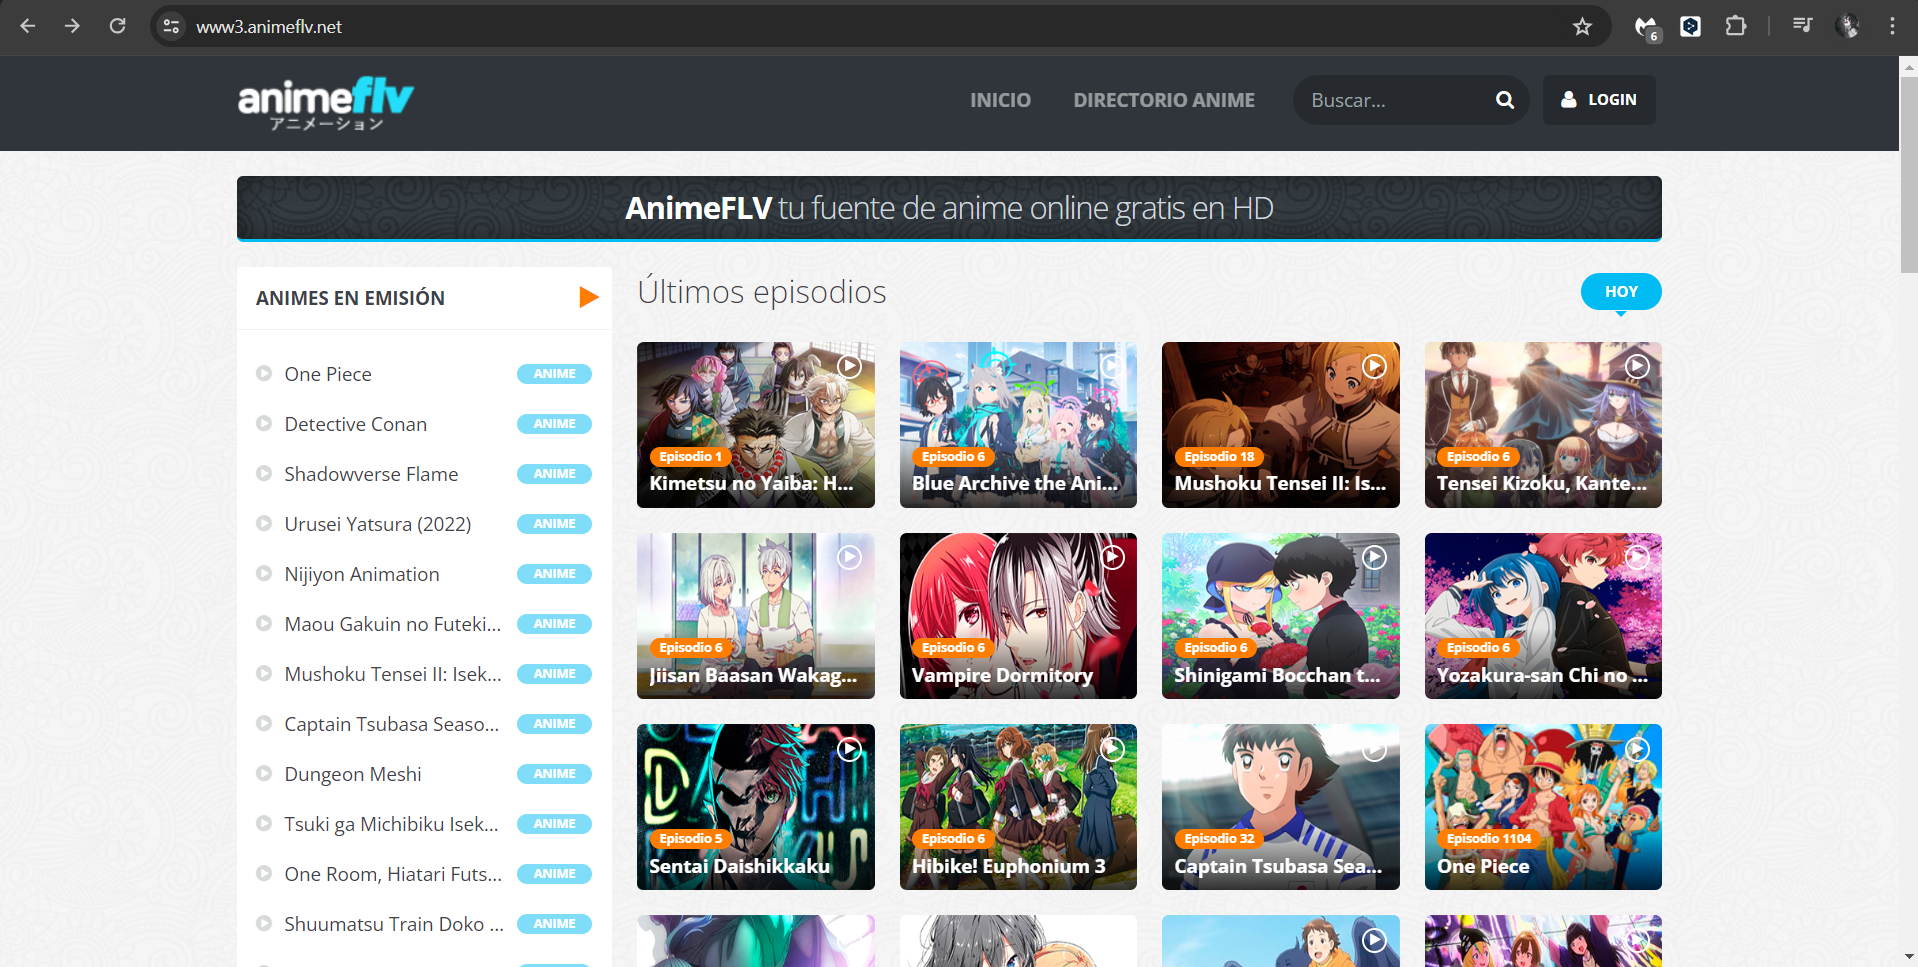 www3.animeflv.net
6
animeflv
アニメーション
INICIO
DIRECTORIO ANIME
Buscar...
LOGIN
AnimeFLV tu fuente de anime online gratis en HD
ANIMES EN EMISIÓN
One Piece ANIME
Detective Conan ANIME
Shadowverse Flame ANIME
Urusei Yatsura (2022) ANIME
Nijiyon Animation ANIME
Maou Gakuin no Futeki... ANIME
Mushoku Tensei II: Isek... ANIME
Captain Tsubasa Seaso... ANIME
Dungeon Meshi ANIME
Tsuki ga Michibiku Isek... ANIME
One Room, Hiatari Futs... ANIME
Shuumatsu Train Doko ... ANIME
Últimos episodios
HOY
Episodio 1
Kimetsu no Yaiba: H...
Episodio 6
Blue Archive the Ani...
Episodio 18
Mushoku Tensei II: Is...
Episodio 6
Tensei Kizoku, Kante...
Episodio 6
Jiisan Baasan Wakag...
Episodio 6
Vampire Dormitory
Episodio 6
Shinigami Bocchan t...
Episodio 6
Yozakura-san Chi no ...
Episodio 5
Sentai Daishikkaku
Episodio 6
Hibike! Euphonium 3
Episodio 32
Captain Tsubasa Sea...
Episodio 1104
One Piece